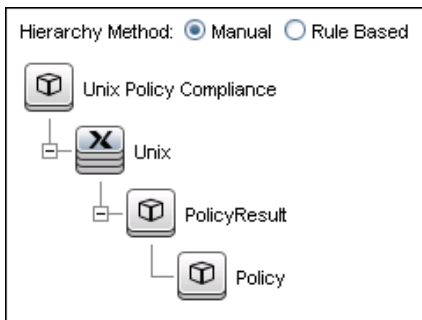 Hierarchy Method: Manual Rule Based
Unix Policy Compliance
Unix
PolicyResult
Policy